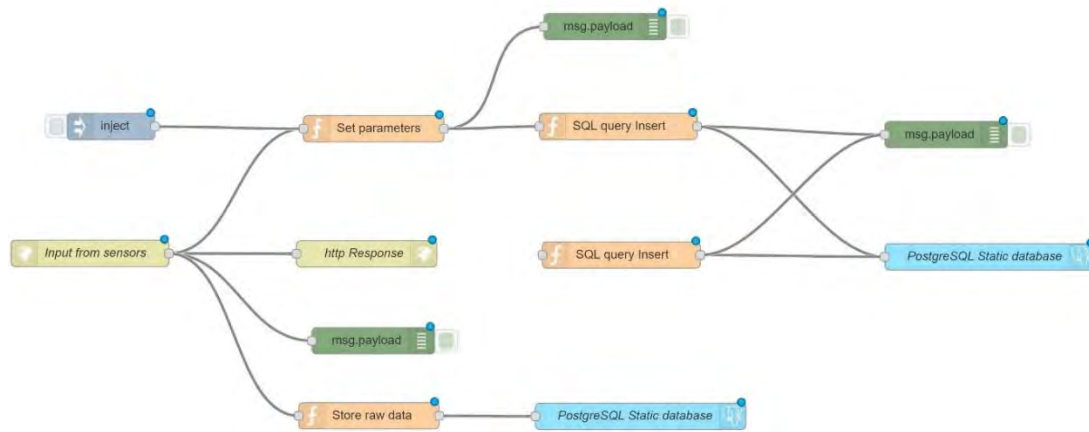 msg.payload
inject
Set parameters
SQL query Insert
msg.payload
Input from sensors
http Response
SQL query Insert
PostgreSQL Static database
msg.payload
Store raw data
PostgreSQL Static database